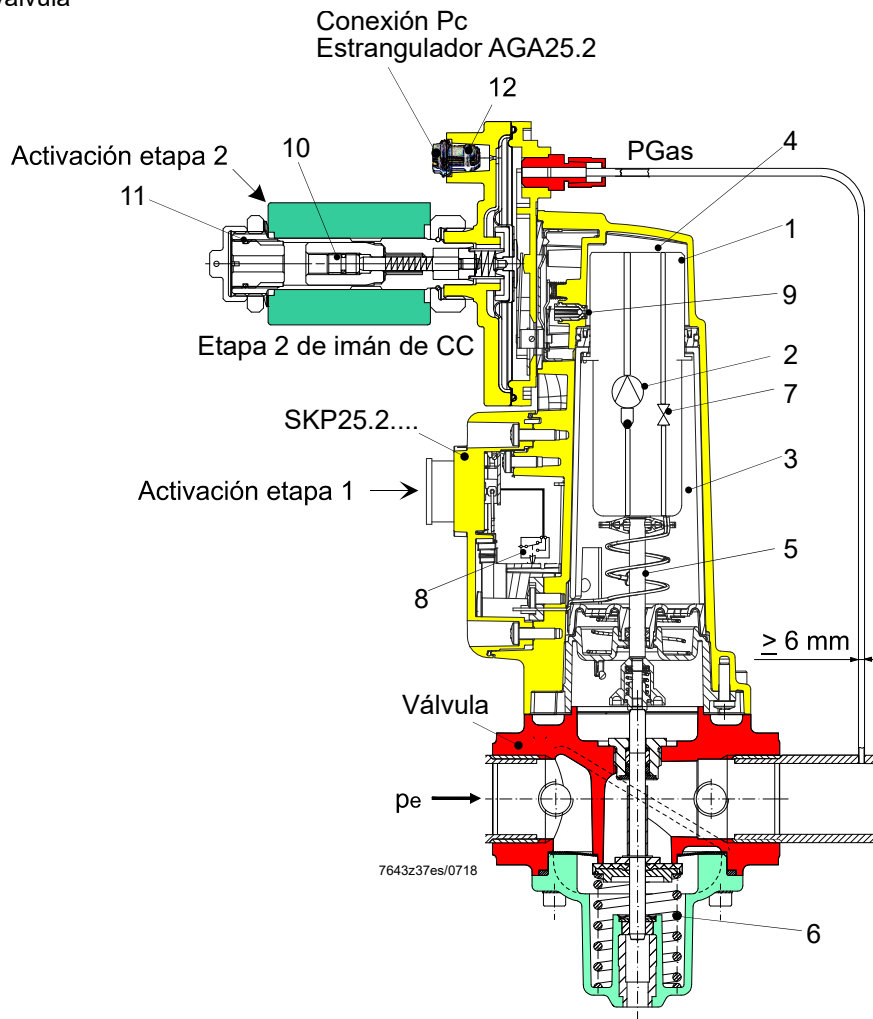 válvula
Conexión Pc
Estrangulador AGA25.2
12
PGas
4
Activación etapa 2
10
11
1
9
Etapa 2 de imán de CC
2
7
SKP25.2....
3
Activación etapa 1
5
8
≥ 6 mm
Válvula
pe
7643z37es/0718
6